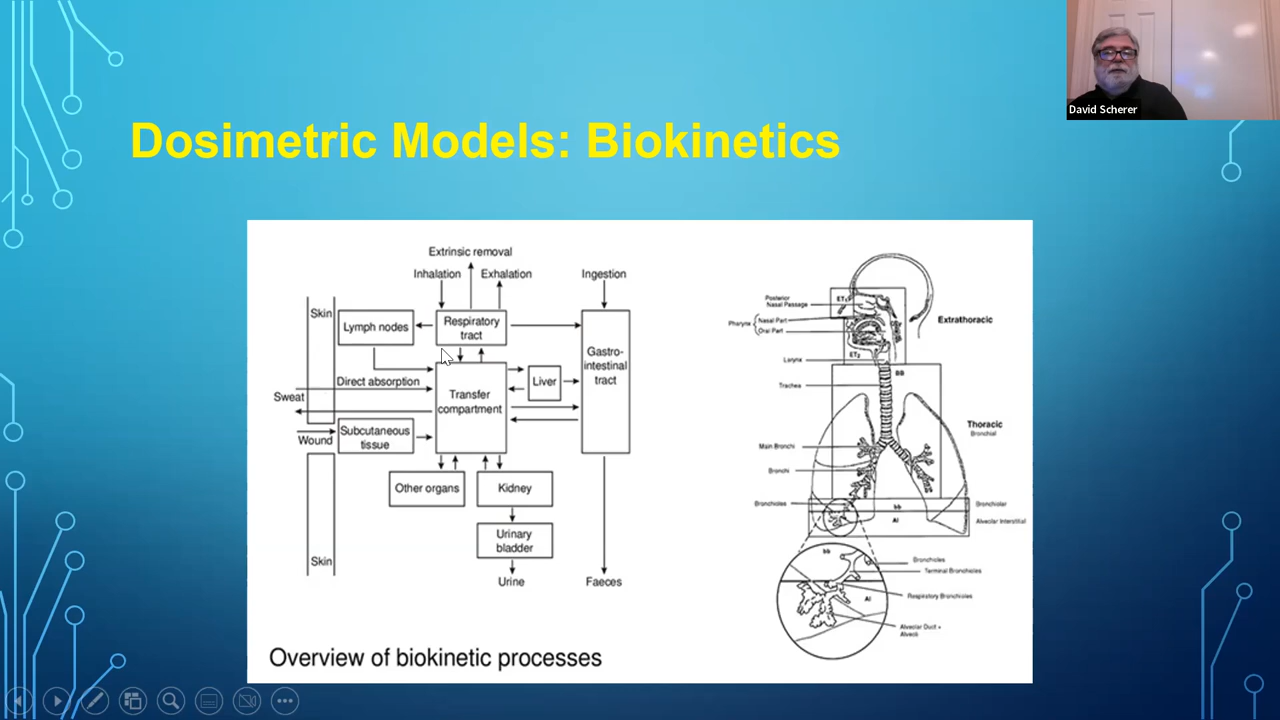 David Scherer
Dosimetric Models: Biokinetics
Extrinsic removal
Inhalation
Exhalation
Ingestion
Skin
Lymph nodes
Respiratory
tract
Gastro-
intestinal
tract
Direct absorption
Liver
Sweat
Transfer
compartment
Wound
Subcutaneous
tissue
Other organs
Kidney
Urinary
bladder
Skin
Urine
Faeces
Overview of biokinetic processes
Posterior
Nasal Passage
ET1
Pharynx
Nasal Part
Oral Part
Extrathoracic
ET2
Larynx
BB
Trachea
Thoracic
Bronchial
Main Bronchi
Bronchi
Bronchioles
bb
Bronchiolar
AI
Alveolar Interstitial
bb
Bronchioles
Terminal Bronchioles
Respiratory Bronchioles
AI
Alveolar Duct +
Alveoli